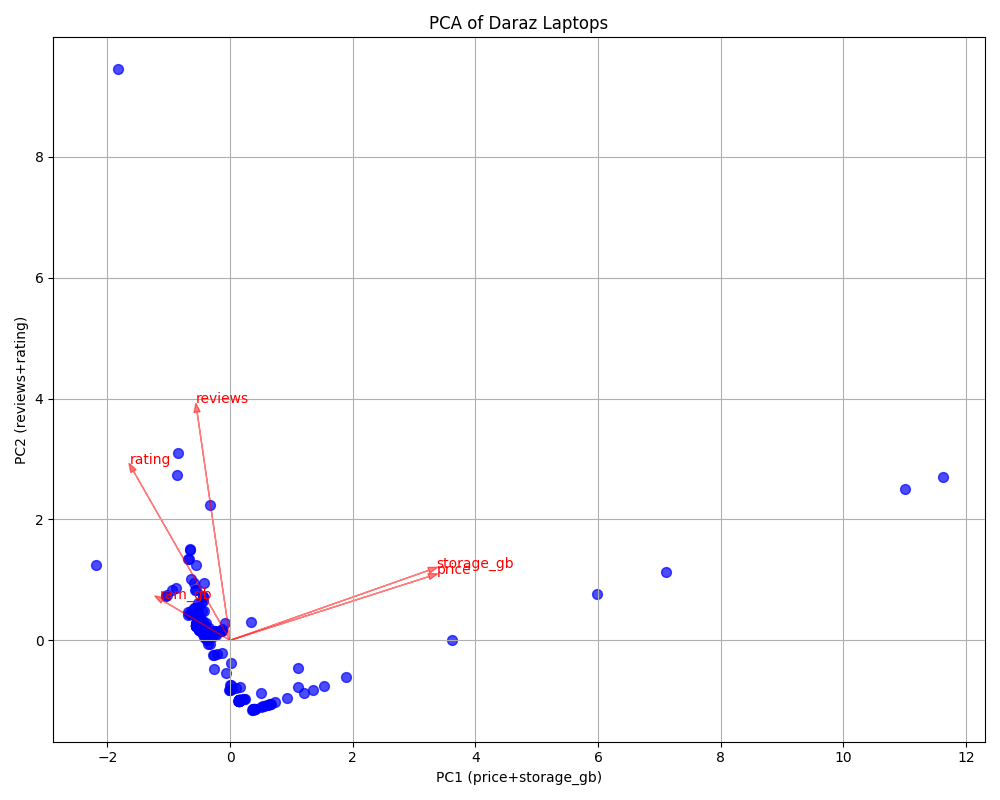 PCA of Daraz Laptops
PC2 (reviews+rating)
8
6
4
2
0
reviews
rating
storage_gb
price
ram_gb
−2
0
2
4
6
8
10
12
PC1 (price+storage_gb)